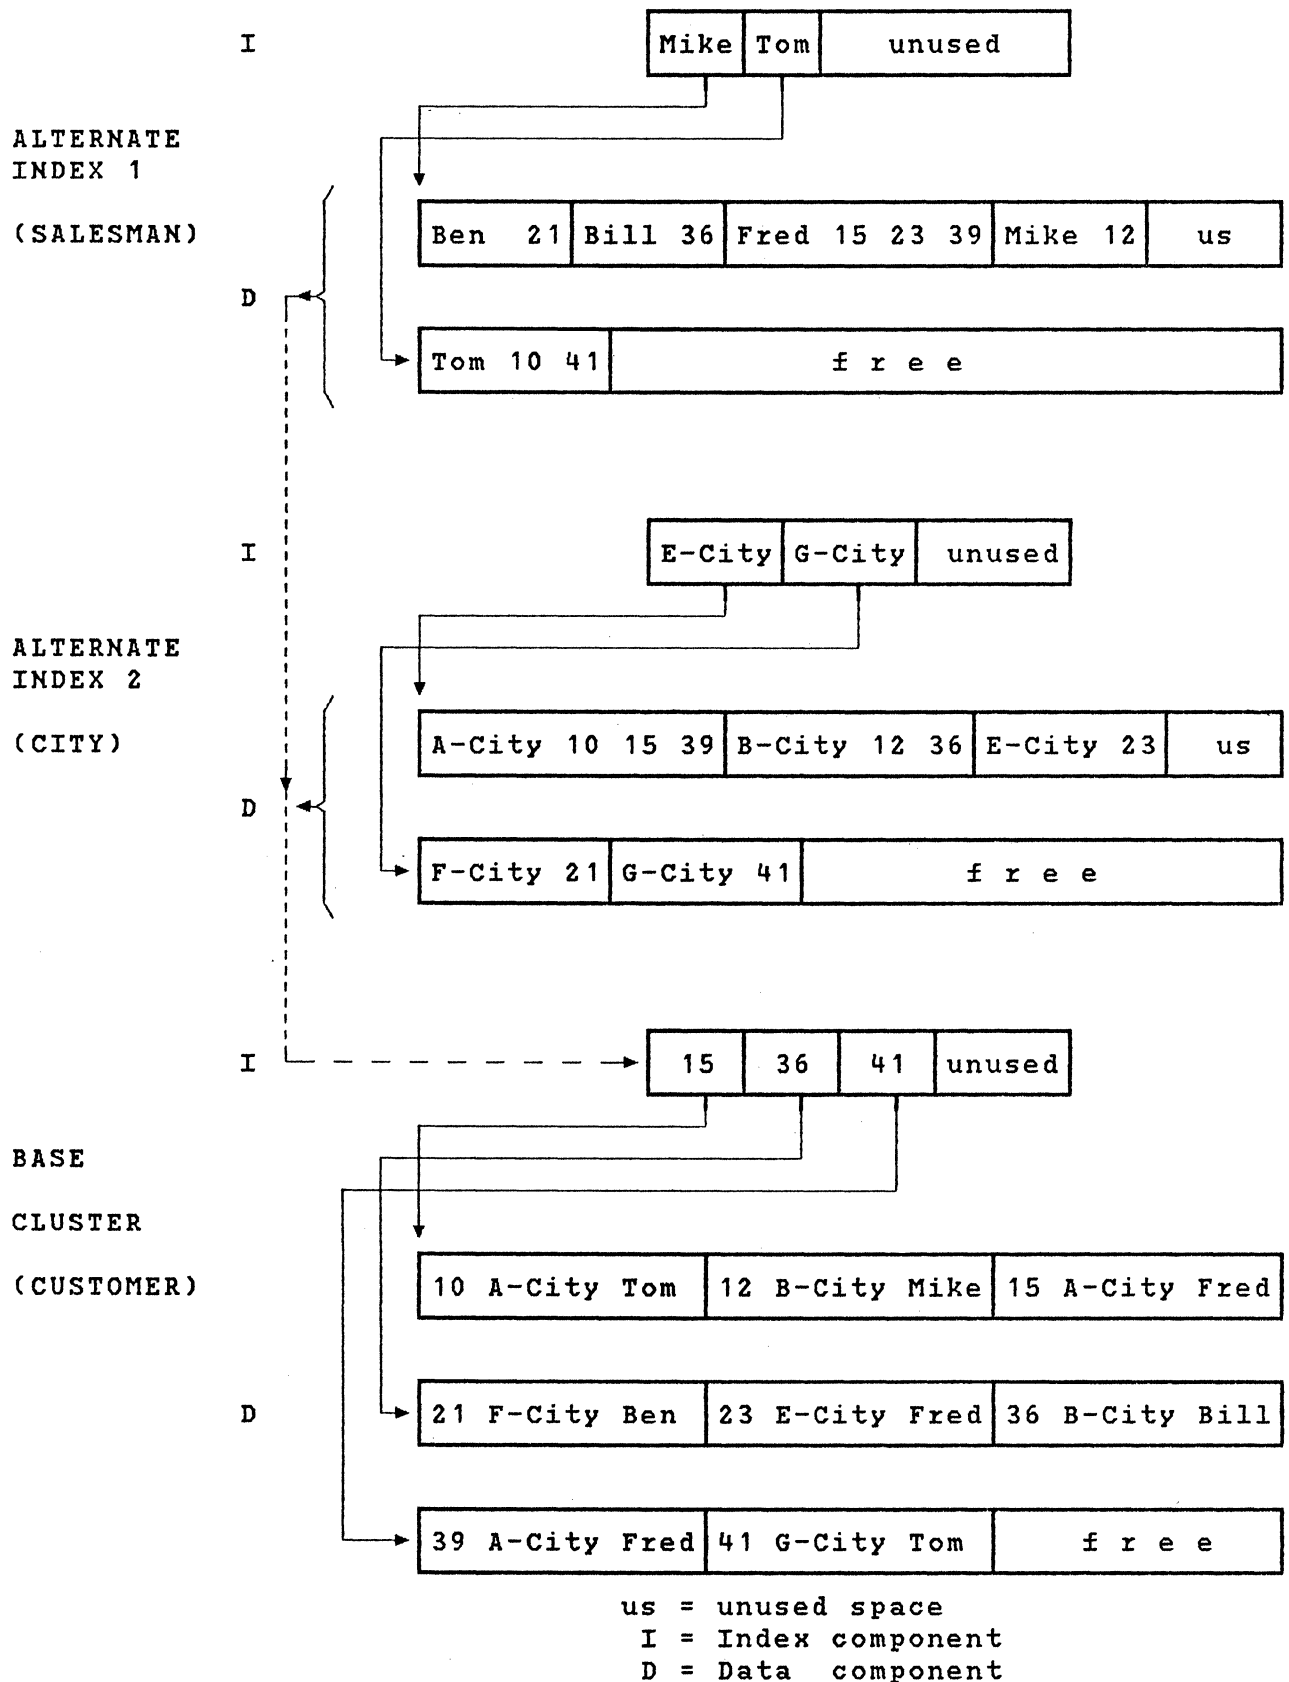 I Mike Tom unused
ALTERNATE
INDEX 1
(SALESMAN) Ben 21 Bill 36 Fred 15 23 39 Mike 12 us
D
Tom 10 41 f r e e
I E-City G-City unused
ALTERNATE
INDEX 2
(CITY) A-City 10 15 39 B-City 12 36 E-City 23 us
D
F-City 21 G-City 41 f r e e
I 15 36 41 unused
BASE
CLUSTER
(CUSTOMER) 10 A-City Tom 12 B-City Mike 15 A-City Fred
D 21 F-City Ben 23 E-City Fred 36 B-City Bill
39 A-City Fred 41 G-City Tom f r e e
us = unused space
I = Index component
D = Data component